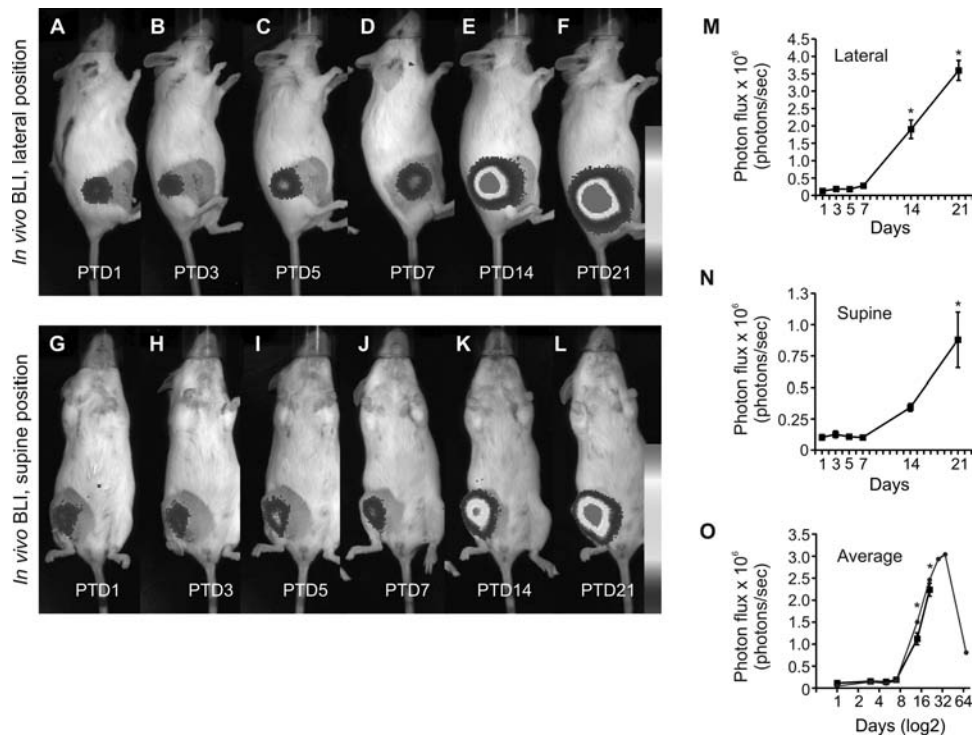 In vivo BLI, lateral position
A B C D E F
PTD1 PTD3 PTD5 PTD7 PTD14 PTD21
In vivo BLI, supine position
G H I J K L
PTD1 PTD3 PTD5 PTD7 PTD14 PTD21
M
Lateral
Photon flux x 10⁶
(photons/sec)
4.5
4.0
3.5
3.0
2.5
2.0
1.5
1.0
0.5
0
1 3 5 7 14 21
Days
N
Supine
Photon flux x 10⁶
(photons/sec)
1.3
1.0
0.75
0.5
0.25
0
1 3 5 7 14 21
Days
O
Average
Photon flux x 10⁶
(photons/sec)
3.5
3.0
2.5
2.0
1.5
1.0
0.5
0
1 2 4 8 16 32 64
Days (log2)